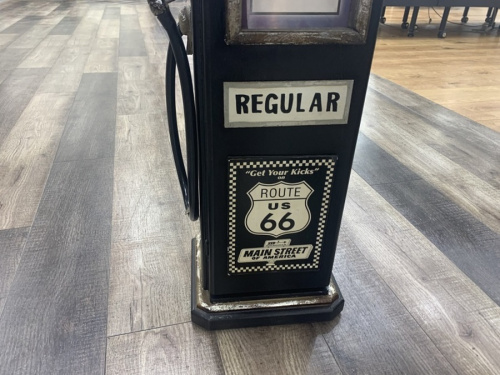 REGULAR
"Get Your Kicks"
ON
ROUTE
US
66
MAIN STREET
OF AMERICA